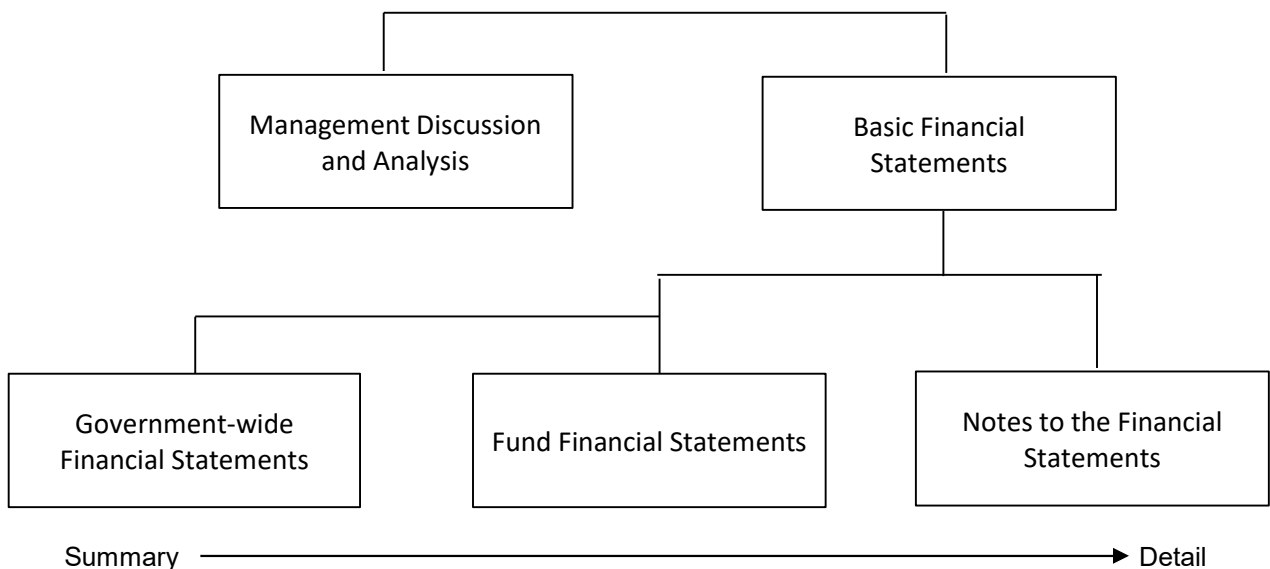 Management Discussion
and Analysis
Basic Financial
Statements
Government-wide
Financial Statements
Fund Financial Statements
Notes to the Financial
Statements
Summary
Detail